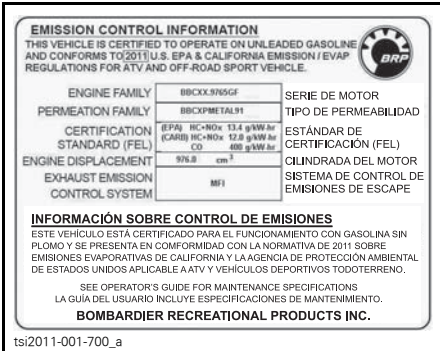 EMISSION CONTROL INFORMATION
THIS VEHICLE IS CERTIFIED TO OPERATE ON UNLEADED GASOLINE
AND CONFORMS TO 2011 U.S. EPA & CALIFORNIA EMISSION / EVAP
REGULATIONS FOR ATV AND OFF-ROAD SPORT VEHICLE.
BRP
ENGINE FAMILY BBCXX.9765GF SERIE DE MOTOR
PERMEATION FAMILY BBCXPMETAL91 TIPO DE PERMEABILIDAD
CERTIFICATION (EPA) HC+NOx 13.4 g/kW-hr ESTÁNDAR DE
STANDARD (FEL) (CARB) HC+NOx 12.0 g/kW-hr CERTIFICACIÓN (FEL)
CO 400 g/kW-hr
ENGINE DISPLACEMENT 976.0 cm3 CILINDRADA DEL MOTOR
EXHAUST EMISSION MFI SISTEMA DE CONTROL DE
CONTROL SYSTEM EMISIONES DE ESCAPE
INFORMACIÓN SOBRE CONTROL DE EMISIONES
ESTE VEHÍCULO ESTÁ CERTIFICADO PARA EL FUNCIONAMIENTO CON GASOLINA SIN
PLOMO Y SE PRESENTA EN COMFORMIDAD CON LA NORMATIVA DE 2011 SOBRE
EMISIONES EVAPORATIVAS DE CALIFORNIA Y LA AGENCIA DE PROTECCIÓN AMBIENTAL
DE ESTADOS UNIDOS APLICABLE A ATV Y VEHÍCULOS DEPORTIVOS TODOTERRENO.
SEE OPERATOR'S GUIDE FOR MAINTENANCE SPECIFICATIONS
LA GUÍA DEL USUARIO INCLUYE ESPECIFICACIONES DE MANTENIMIENTO.
BOMBARDIER RECREATIONAL PRODUCTS INC.
tsi2011-001-700_a